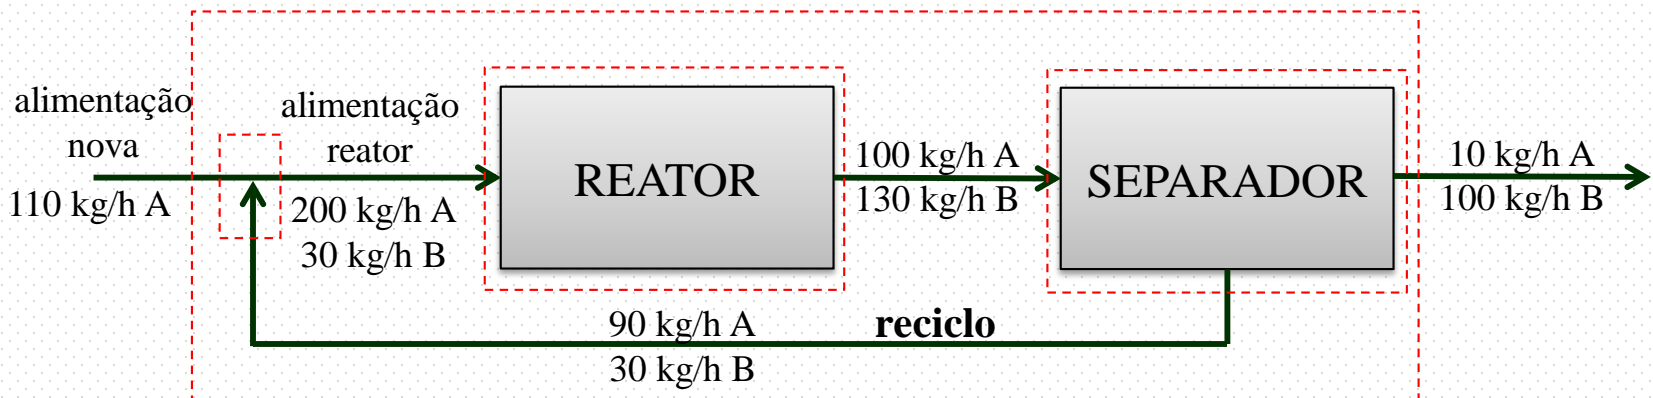 alimentação
nova
110 kg/h A
alimentação
reator
200 kg/h A
30 kg/h B
REATOR
100 kg/h A
130 kg/h B
SEPARADOR
10 kg/h A
100 kg/h B
90 kg/h A
30 kg/h B
reciclo